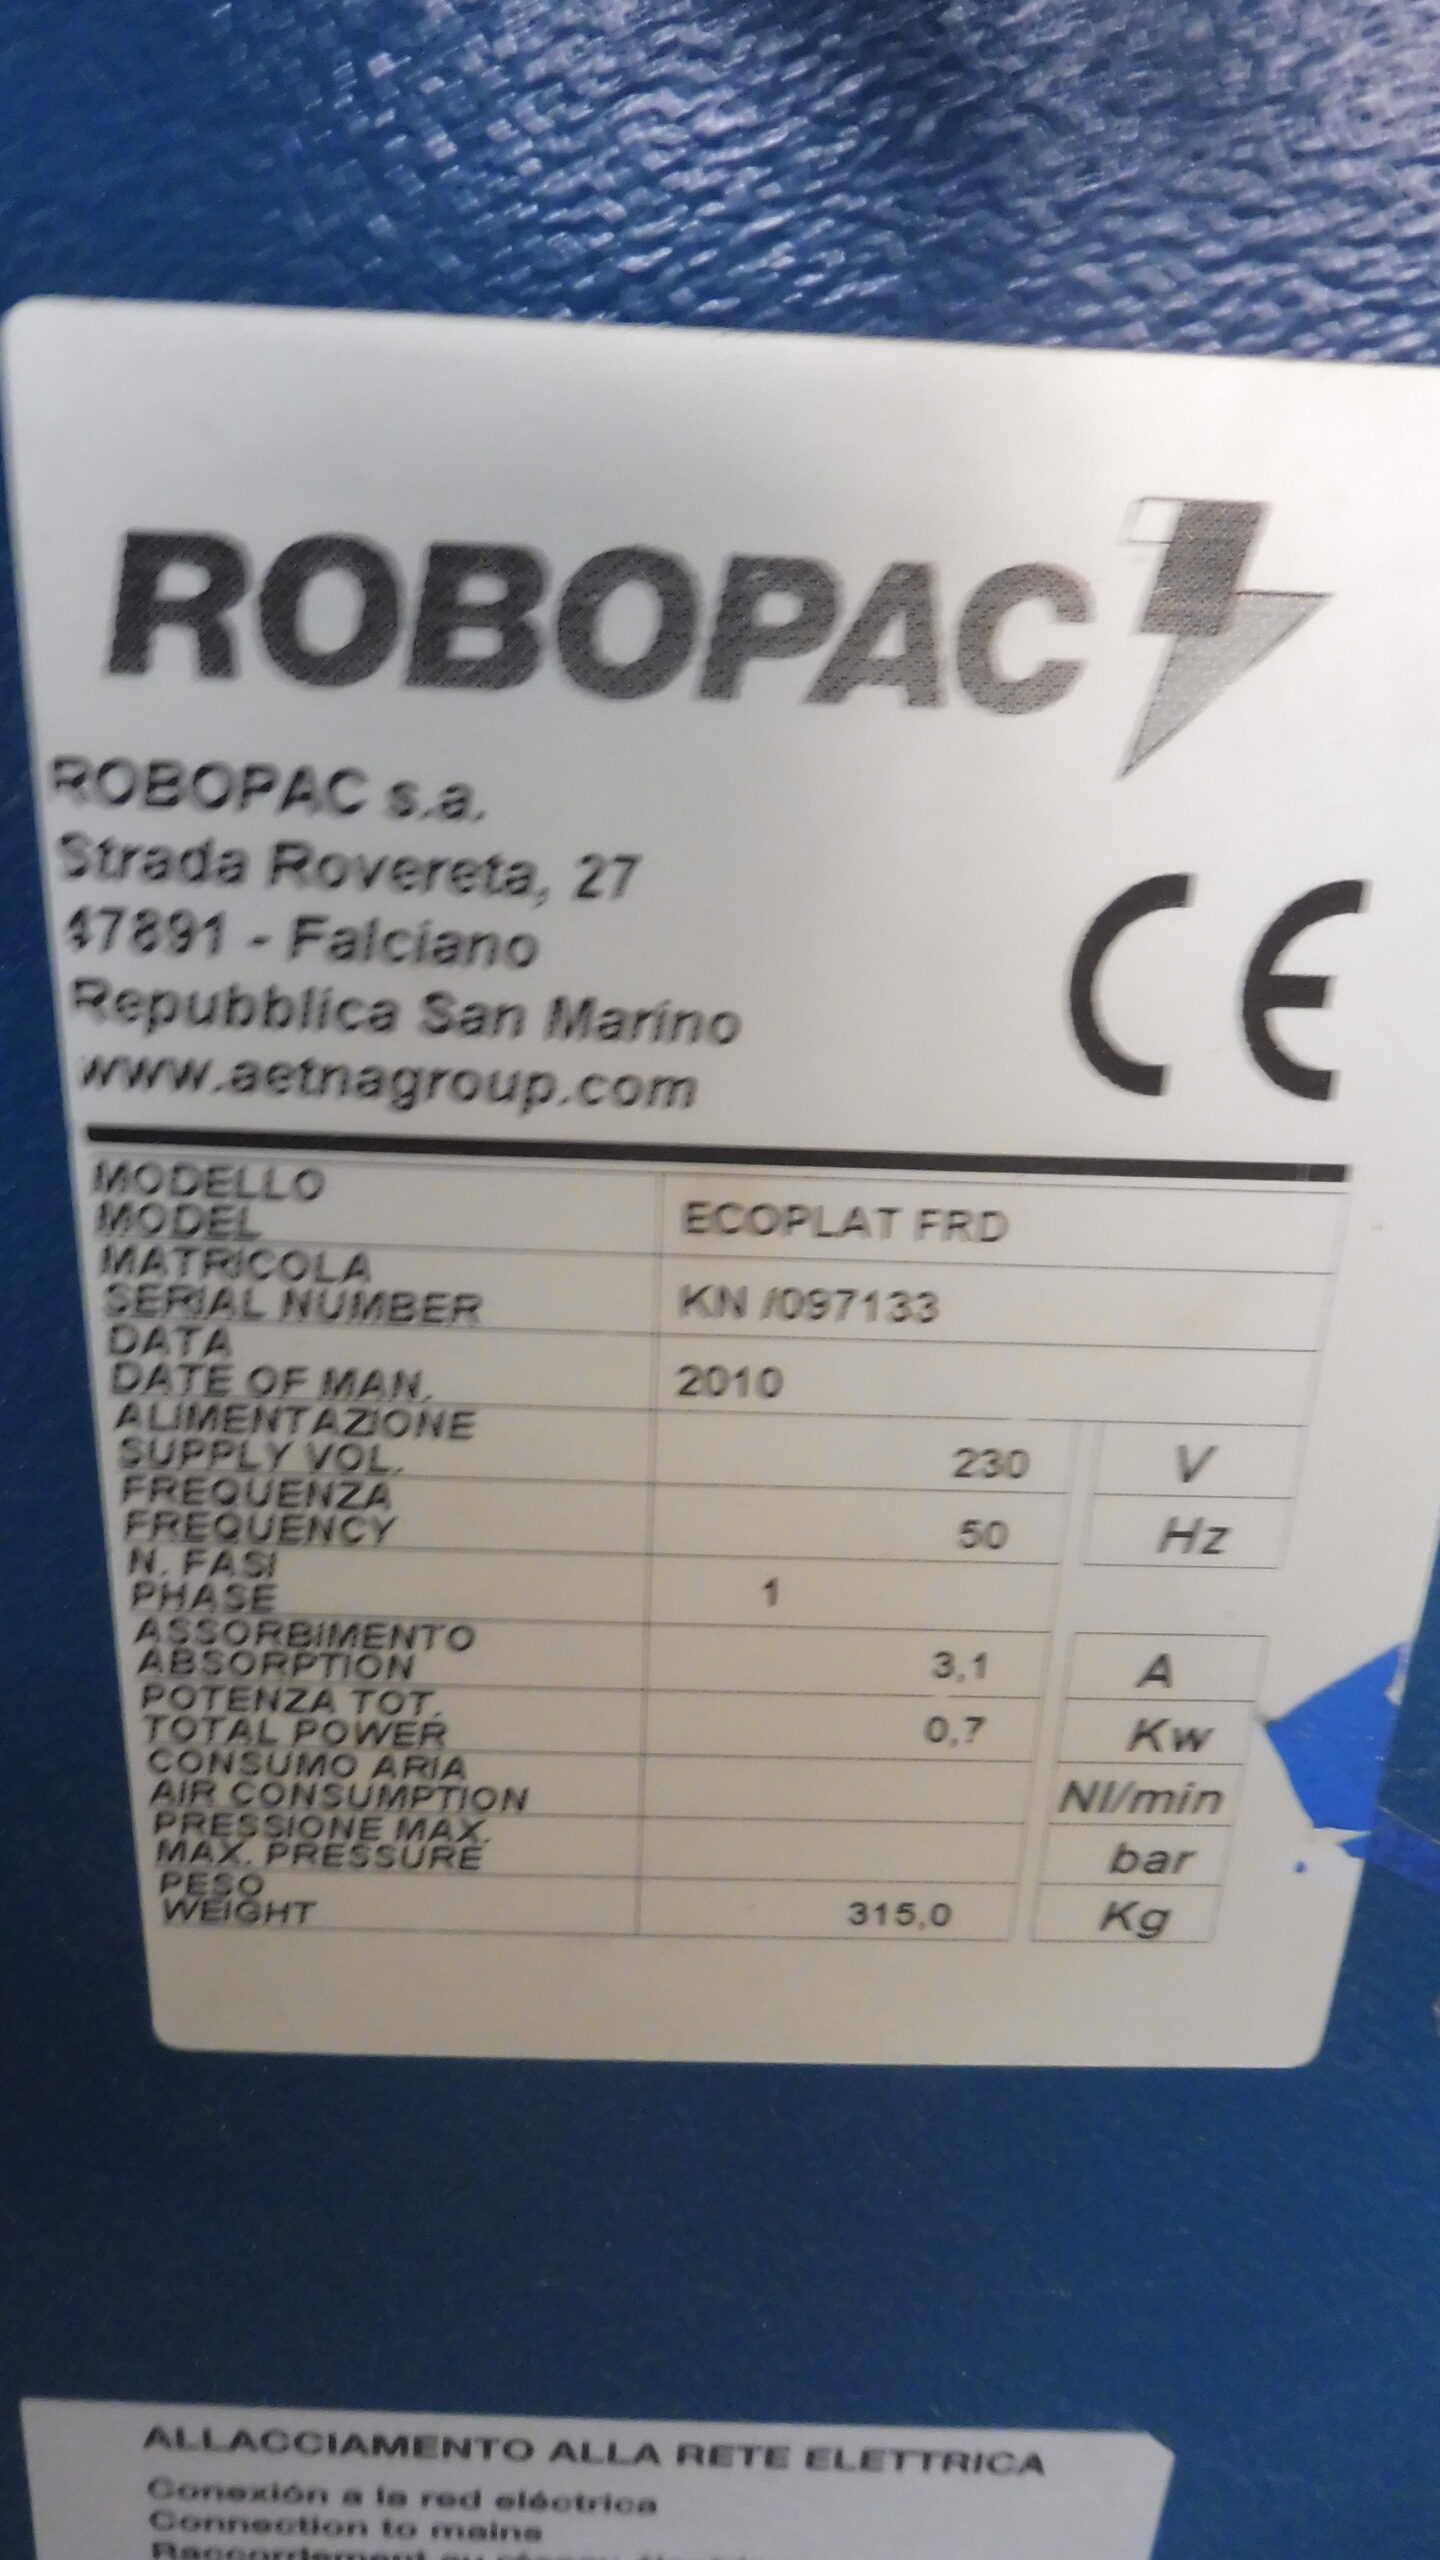 ROBOPAC
ROBOPAC s.a.
Strada Rovereta, 27
47891 - Falciano
Repubblica San Marino
www.aetnagroup.com
CE
MODELLO
MODEL ECOPLAT FRD
MATRICOLA
SERIAL NUMBER KN /097133
DATA
DATE OF MAN. 2010
ALIMENTAZIONE
SUPPLY VOL. 230 V
FREQUENZA
FREQUENCY 50 Hz
N. FASI
PHASE 1
ASSORBIMENTO
ABSORPTION 3,1 A
POTENZA TOT.
TOTAL POWER 0,7 Kw
CONSUMO ARIA
AIR CONSUMPTION Nl/min
PRESSIONE MAX.
MAX. PRESSURE bar
PESO
WEIGHT 315,0 Kg
ALLACCIAMENTO ALLA RETE ELETTRICA
Conexión a la red eléctrica
Connection to mains
Raccordement au réseau